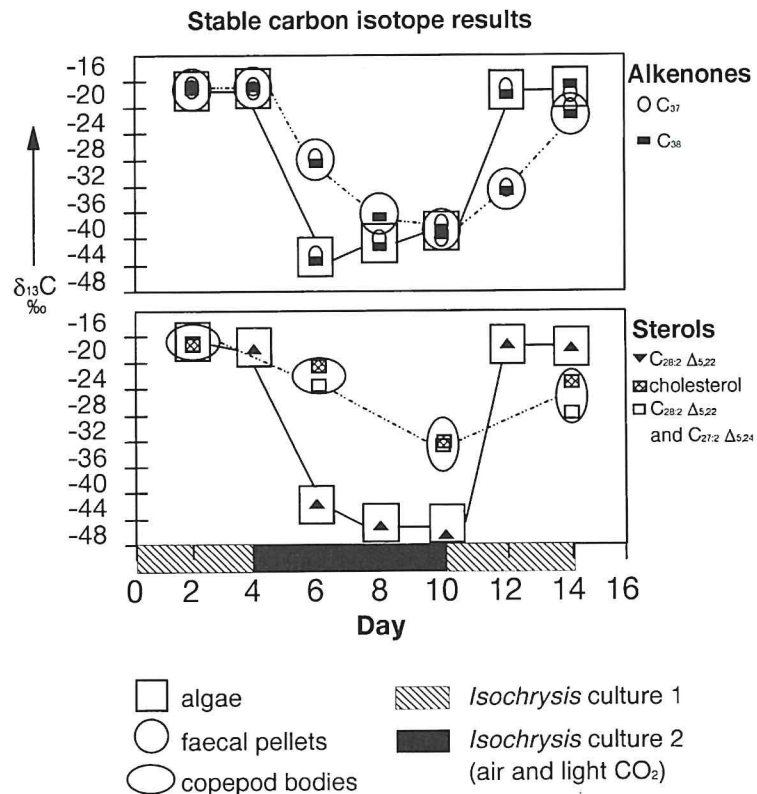 Stable carbon isotope results
-16
-20
-24
-28
-32
-36
-40
-44
-48
δ13C
‰
Alkenones
C37
C38
-16
-20
-24
-28
-32
-36
-40
-44
-48
Sterols
C28:2 Δ5,22
cholesterol
C28:2 Δ5,22
and C27:2 Δ5,24
0 2 4 6 8 10 12 14 16
Day
algae
faecal pellets
copepod bodies
Isochrysis culture 1
Isochrysis culture 2
(air and light CO2)